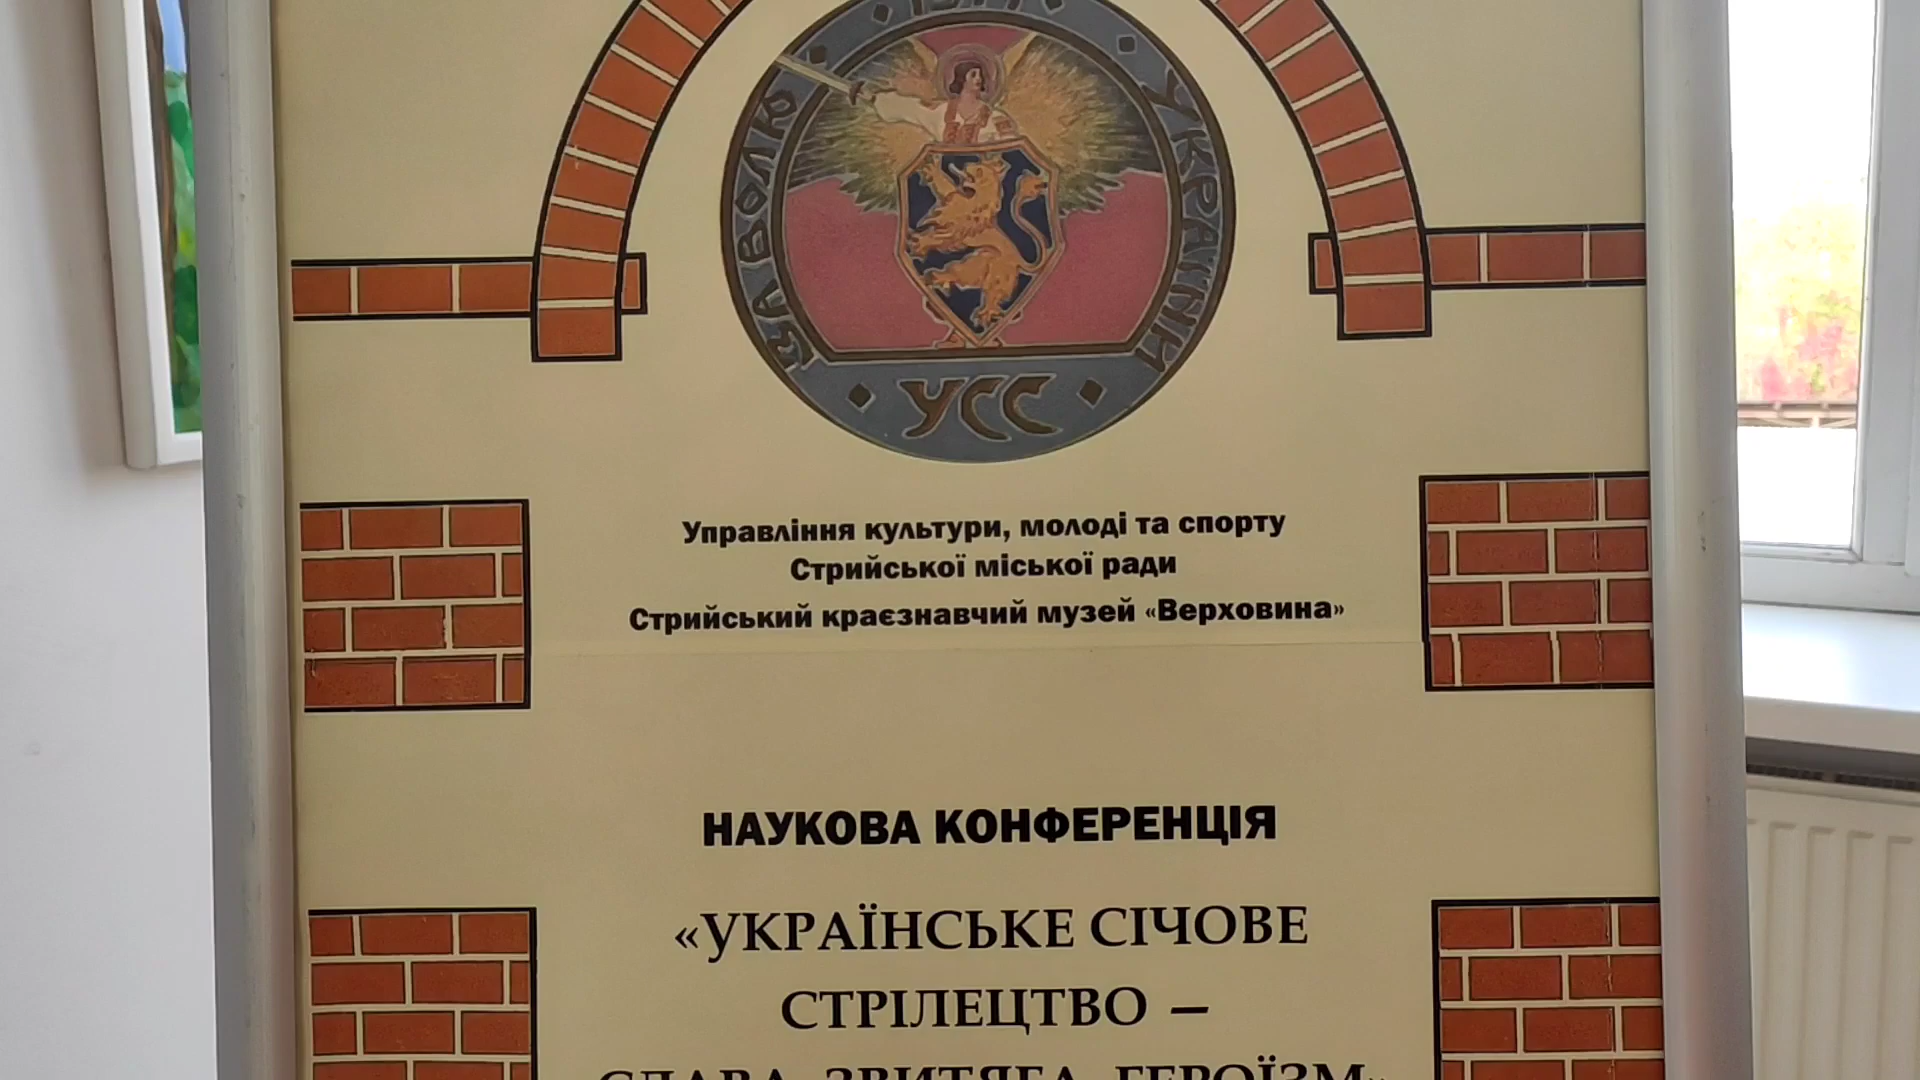 ЗА ВОЛЮ УКРАЇНИ
УСС
Управління культури, молоді та спорту
Стрийської міської ради
Стрийський краєзнавчий музей «Верховина»
НАУКОВА КОНФЕРЕНЦІЯ
«УКРАЇНСЬКЕ СІЧОВЕ
СТРІЛЕЦТВО —
СЛАВА, ЗВИТЯГА, ГЕРОЇЗМ»